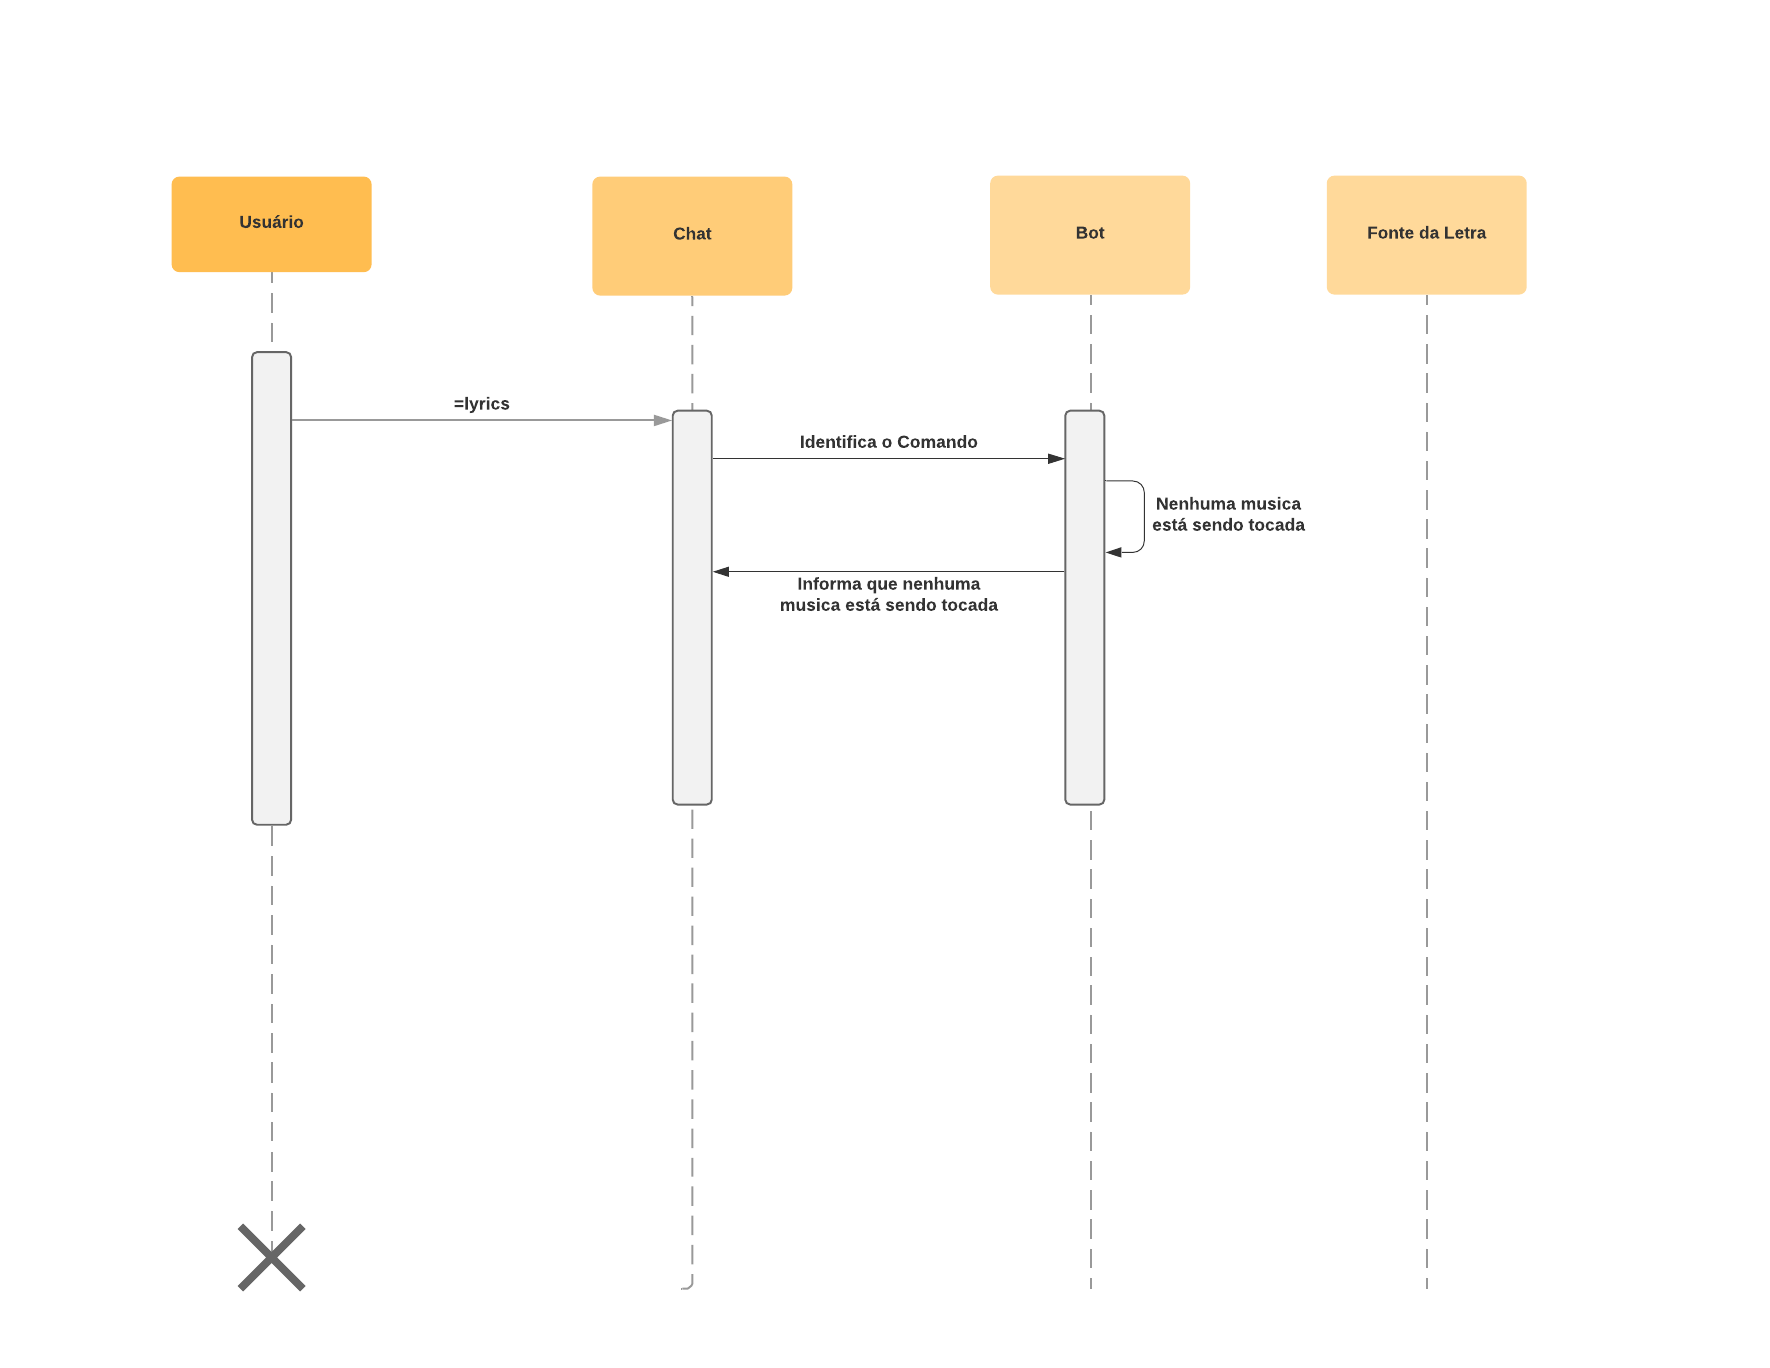 Usuário
Chat
Bot
Fonte da Letra
=lyrics
Identifica o Comando
Nenhuma musica
está sendo tocada
Informa que nenhuma
musica está sendo tocada